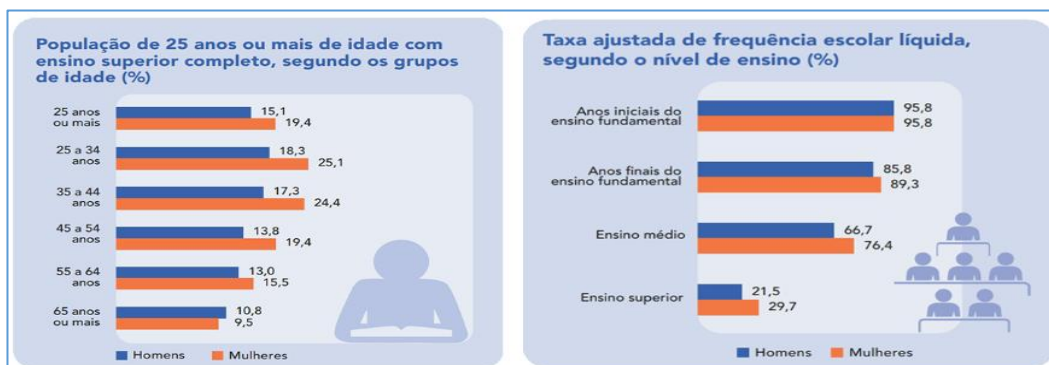 População de 25 anos ou mais de idade com
ensino superior completo, segundo os grupos
de idade (%)
25 anos
ou mais
15,1
19,4
25 a 34
anos
18,3
25,1
35 a 44
anos
17,3
24,4
45 a 54
anos
13,8
19,4
55 a 64
anos
13,0
15,5
65 anos
ou mais
10,8
9,5
Homens Mulheres
Taxa ajustada de frequência escolar líquida,
segundo o nível de ensino (%)
Anos iniciais do
ensino fundamental
95,8
95,8
Anos finais do
ensino fundamental
85,8
89,3
Ensino médio
66,7
76,4
Ensino superior
21,5
29,7
Homens Mulheres